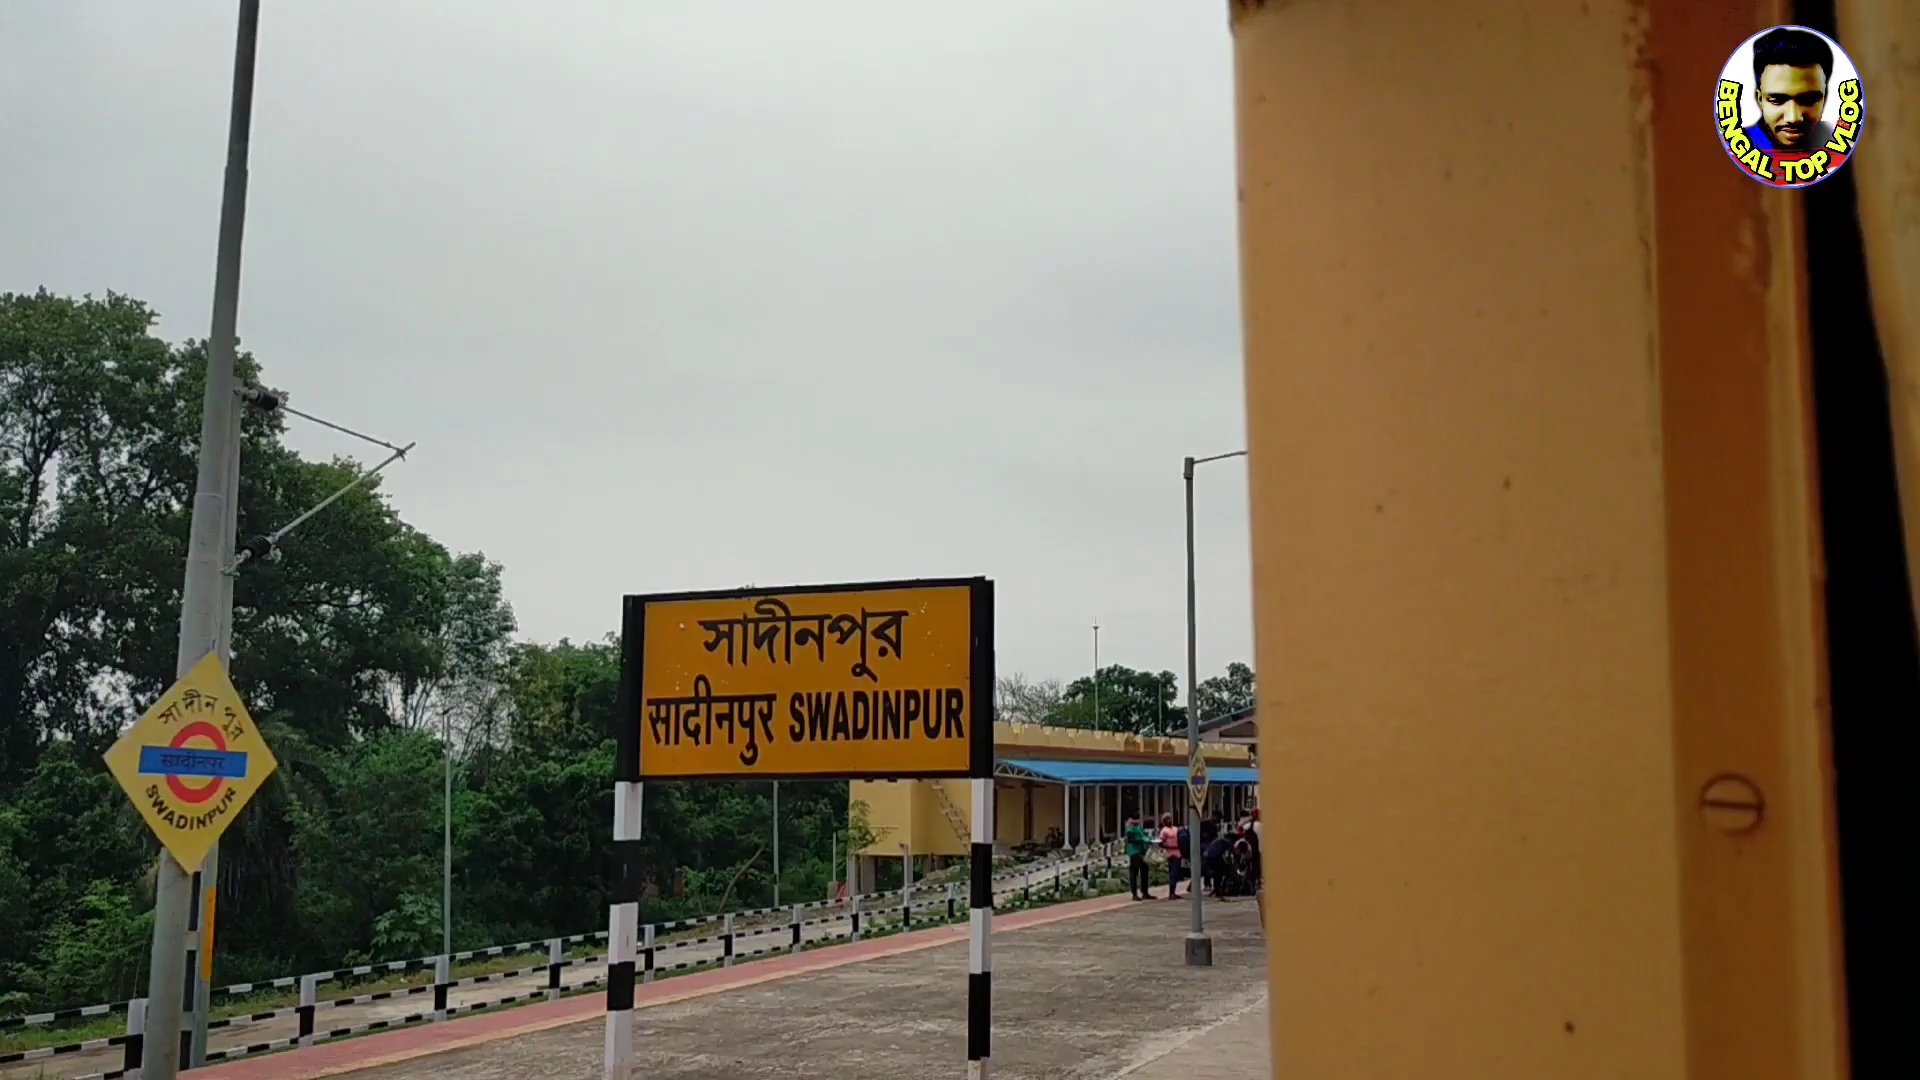 BENGAL TOP VLOG
সাদীনপুর
सादीनपुर SWADINPUR
সাদীন পুর
सादीनपुर
SWADINPUR